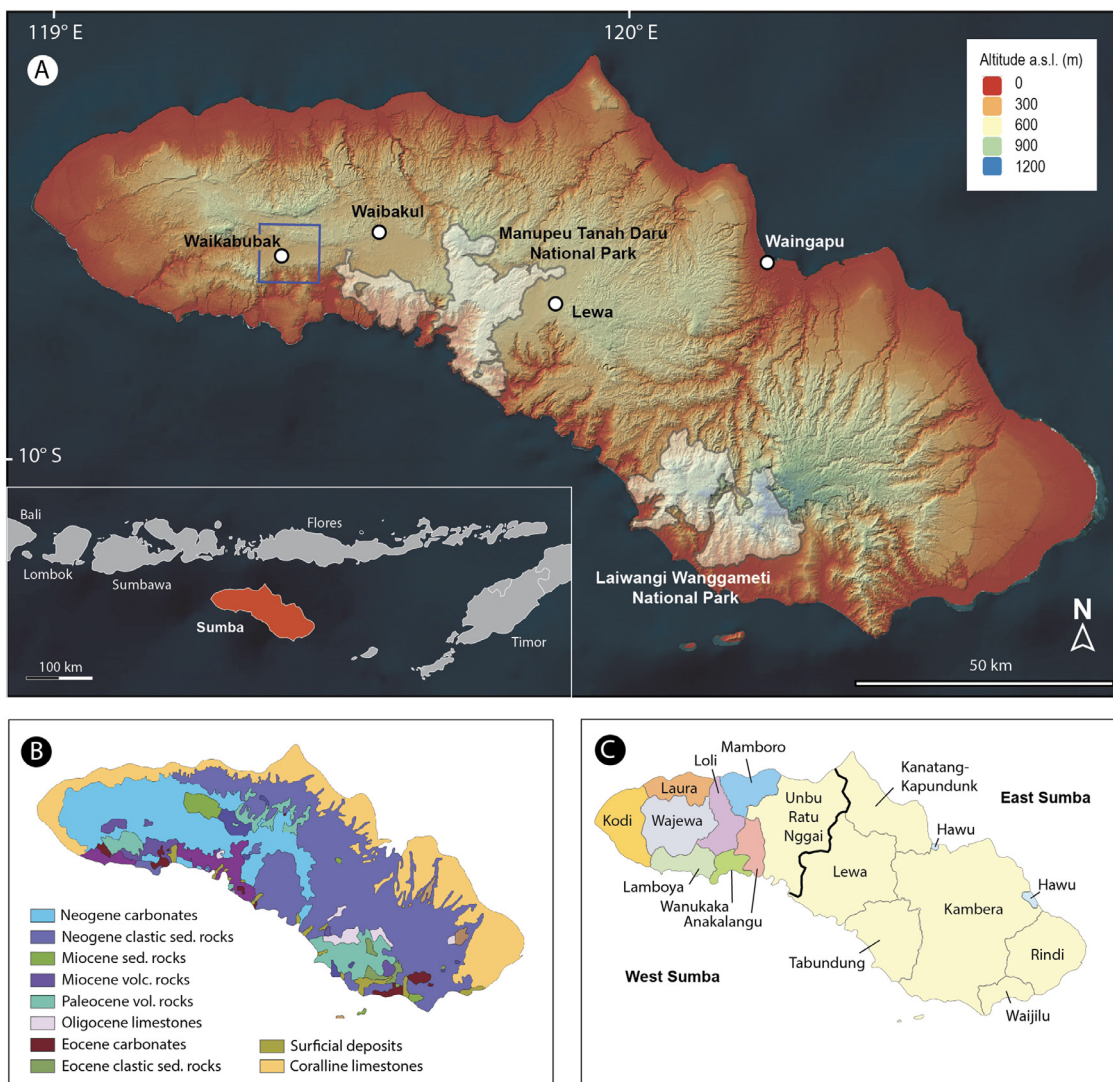 119° E
120° E
A
Altitude a.s.l. (m)
0
300
600
900
1200
Waibakul
Waikabubak
Manupeu Tanah Daru
National Park
Waingapu
Lewa
10° S
Laiwangi Wanggameti
National Park
N
50 km
Bali
Lombok
Sumbawa
Flores
Sumba
Timor
100 km
B
Neogene carbonates
Neogene clastic sed. rocks
Miocene sed. rocks
Miocene volc. rocks
Paleocene vol. rocks
Oligocene limestones
Eocene carbonates
Eocene clastic sed. rocks
Surficial deposits
Coralline limestones
C
Mamboro
Loli
Laura
Kodi
Wajewa
Unbu
Ratu
Nggai
Kanatang-
Kapundunk
East Sumba
Hawu
Lewa
Hawu
Lamboya
Wanukaka
Anakalangu
Kambera
Tabundung
Rindi
West Sumba
Waijilu